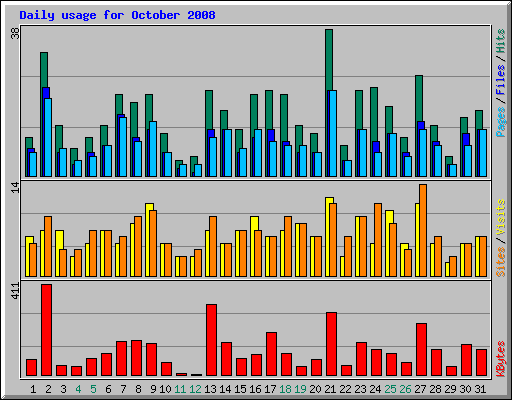 Daily usage for October 2008
38
Pages / Files / Hits
14
Sites / Visits
411
KBytes
1 2 3 4 5 6 7 8 9 10 11 12 13 14 15 16 17 18 19 20 21 22 23 24 25 26 27 28 29 30 31